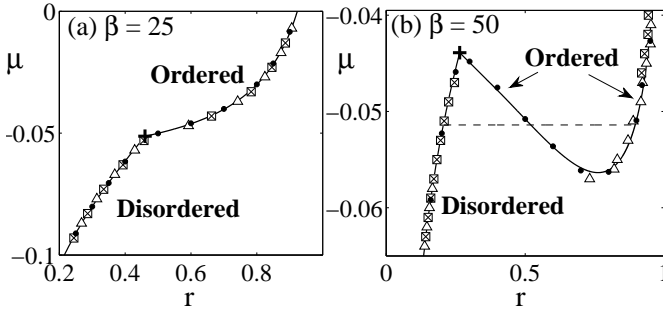 (a) β = 25
Ordered
Disordered
μ
0
-0.05
-0.1
0.2 0.4 0.6 0.8
r
(b) β = 50
Ordered
Disordered
μ
-0.04
-0.05
-0.06
0 0.5 1
r